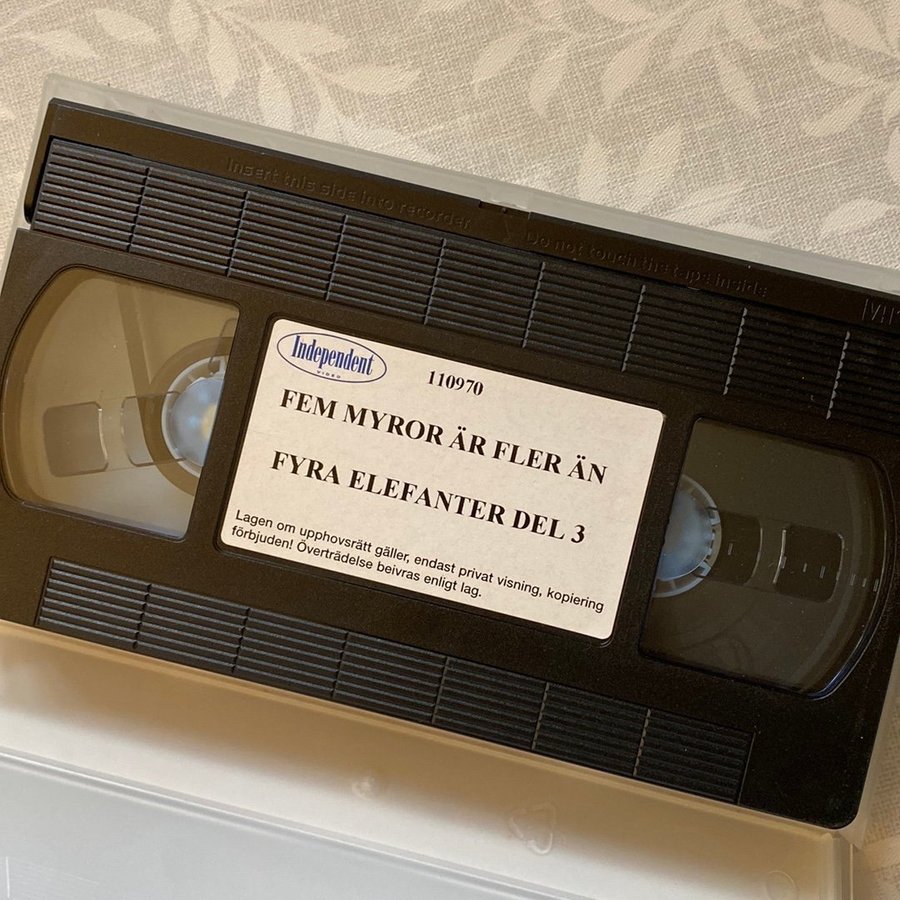 Insert this side into recorder
Do not touch the tape inside
Independent
VIDEO
110970
FEM MYROR ÄR FLER ÄN
FYRA ELEFANTER DEL 3
Lagen om upphovsrätt gäller, endast privat visning, kopiering
förbjuden! Överträdelse beivras enligt lag.